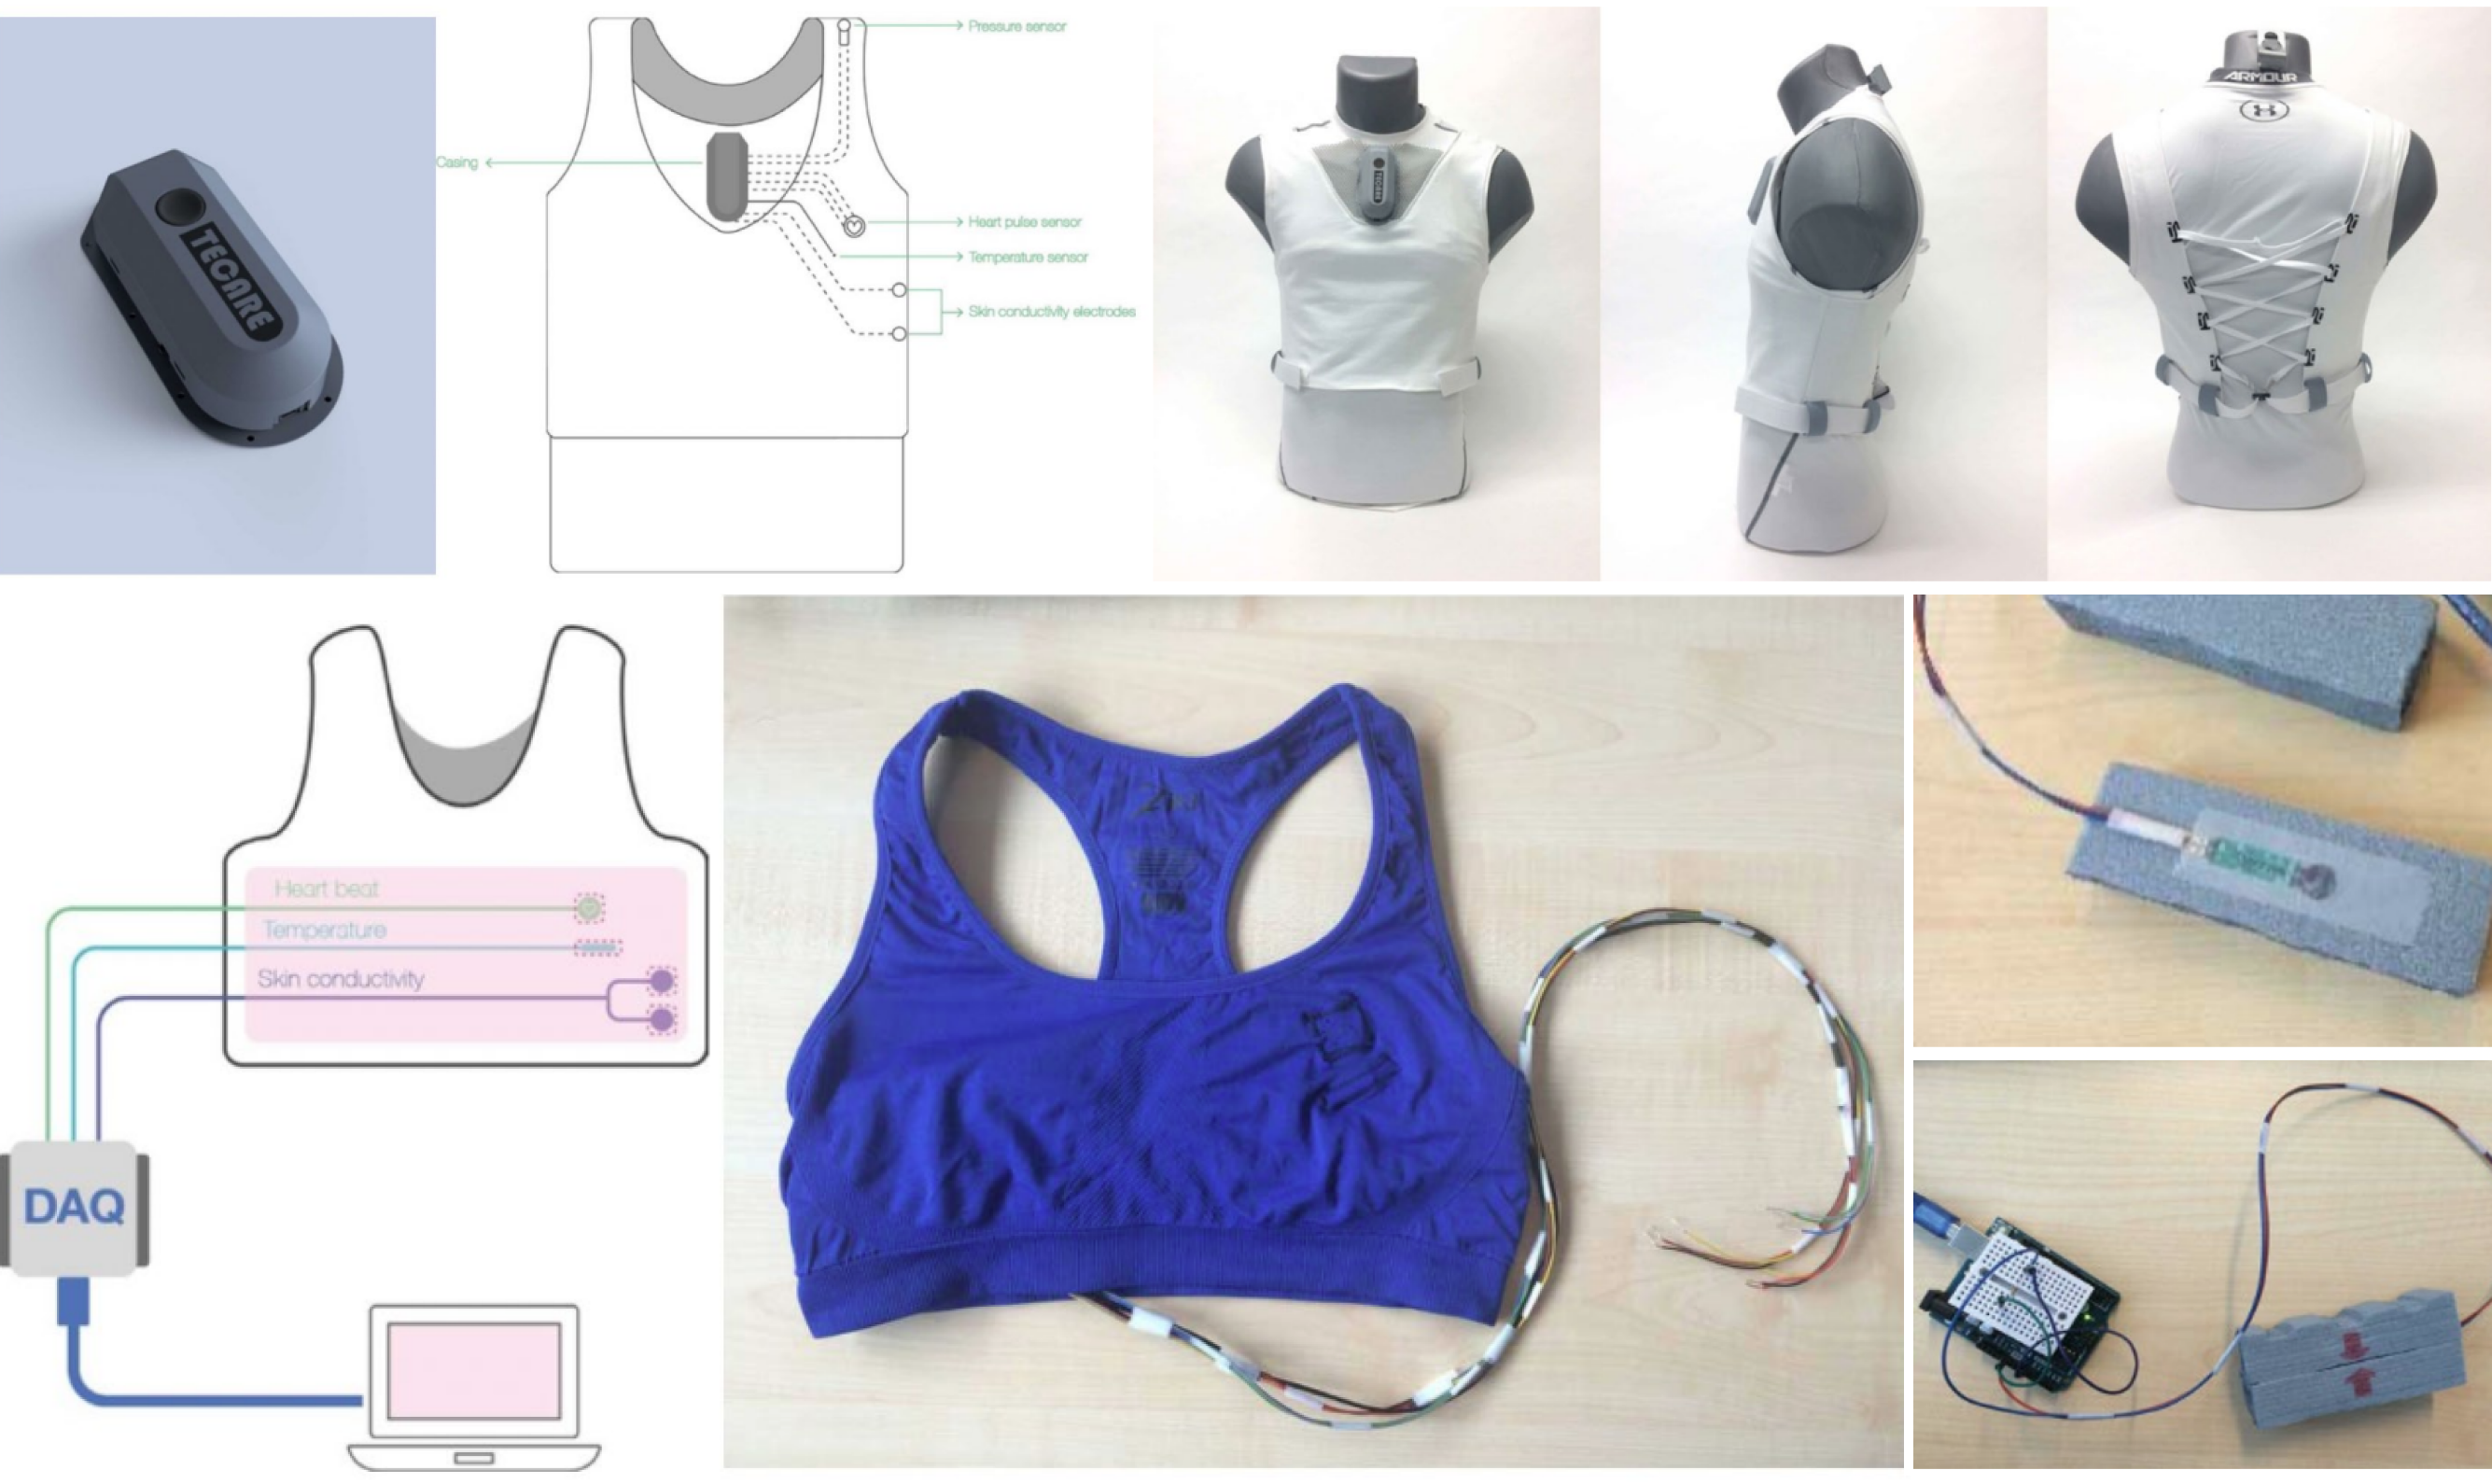 TECARE
Pressure sensor
Casing
Heart pulse sensor
Temperature sensor
Skin conductivity electrodes
TECARE
ARMOUR
Heart beat
Temperature
Skin conductivity
DAQ